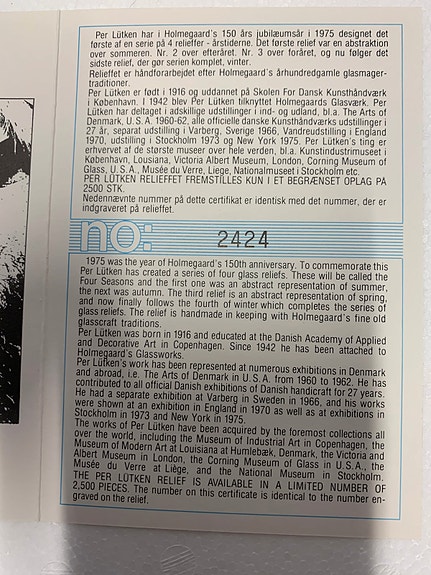 Per Lütken har i Holmegaard's 150 års jubilæumsår i 1975 designet det
første af en serie på 4 relieffer - årstiderne. Det første relief var en abstraktion
over sommeren. Nr. 2 over efteråret. Nr. 3 over foråret, og nu følger det
sidste relief, der gør serien komplet, vinter.
Relieffet er håndforarbejdet efter Holmegaard's århundredgamle glasmager-
traditioner.
Per Lütken er født i 1916 og uddannet på Skolen For Dansk Kunsthåndværk
i København. I 1942 blev Per Lütken tilknyttet Holmegaards Glasværk. Per
Lütken har deltaget i adskillige udstillinger i ind- og udland, bl.a. The Arts of
Denmark, U.S.A. 1960-62, alle officielle danske Kunsthåndværks udstillinger i
27 år, separat udstilling i Varberg, Sverige 1966, Vandreudstilling i England
1970, udstilling i Stockholm 1973 og New York 1975. Per Lütken's ting er
erhvervet af de største museer over hele verden, bl.a. Kunstindustrimuseet i
København, Lousiana, Victoria Albert Museum, London, Corning Museum of
Glass, U.S.A., Musée du Verre, Liege, Nationalmuseet i Stockholm etc.
PER LÜTKEN RELIEFFET FREMSTILLES KUN I ET BEGRÆNSET OPLAG PÅ
2500 STK.
Nedennævnte nummer på dette certifikat er identisk med det nummer, der er
indgraveret på relieffet.
no: 2424
1975 was the year of Holmegaard's 150th anniversary. To commemorate this
Per Lütken has created a series of four glass reliefs. These will be called the
Four Seasons and the first one was an abstract representation of summer,
the next was autumn. The third relief is an abstract representation of spring,
and now finally follows the fourth of winter which completes the series of
glass reliefs. The relief is handmade in keeping with Holmegaard's fine old
glasscraft traditions.
Per Lütken was born in 1916 and educated at the Danish Academy of Applied
and Decorative Art in Copenhagen. Since 1942 he has been attached to
Holmegaard's Glassworks.
Per Lütken's work has been represented at numerous exhibitions in Denmark
and abroad, i.e. The Arts of Denmark in U.S.A. from 1960 to 1962. He has
contributed to all official Danish exhibitions of Danish handicraft for 27 years.
He had a separate exhibition at Varberg in Sweden in 1966, and his works
were shown at an exhibition in England in 1970 as well as at exhibitions in
Stockholm in 1973 and New York in 1975.
The works of Per Lütken have been acquired by the foremost collections all
over the world, including the Museum of Industrial Art in Copenhagen, the
Museum of Modern Art at Louisiana at Humlebæk, Denmark, the Victoria and
Albert Museum in London, the Corning Museum of Glass in U.S.A., the
Musée du Verre at Liège, and the National Museum in Stockholm.
THE PER LÜTKEN RELIEF IS AVAILABLE IN A LIMITED NUMBER OF
2,500 PIECES. The number on this certificate is identical to the number en-
graved on the relief.